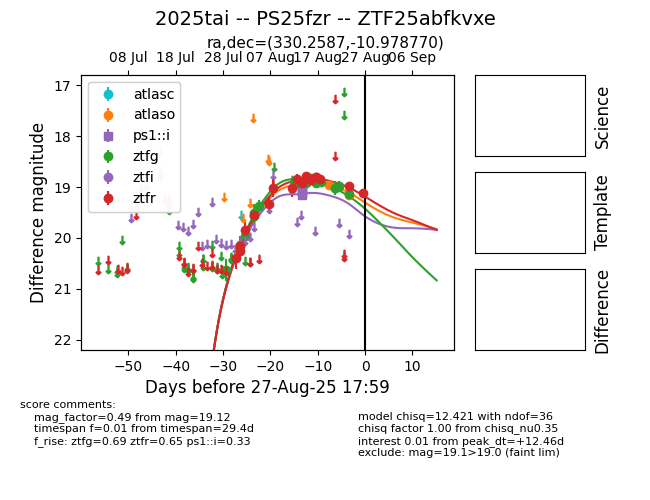 2025tai -- PS25fzr -- ZTF25abfkvxe
ra,dec=(330.2587,-10.978770)
08 Jul 18 Jul 28 Jul 07 Aug 17 Aug 27 Aug 06 Sep
17
18
19
20
21
22
Difference magnitude
atlasc
atlaso
ps1::i
ztfg
ztfi
ztfr
−50 −40 −30 −20 −10 0 10
Days before 27-Aug-25 17:59
Science
Template
Difference
score comments:
mag_factor=0.49 from mag=19.12
timespan f=0.01 from timespan=29.4d
f_rise: ztfg=0.69 ztfr=0.65 ps1::i=0.33
model chisq=12.421 with ndof=36
chisq factor 1.00 from chisq_nu0.35
interest 0.01 from peak_dt=+12.46d
exclude: mag=19.1>19.0 (faint lim)